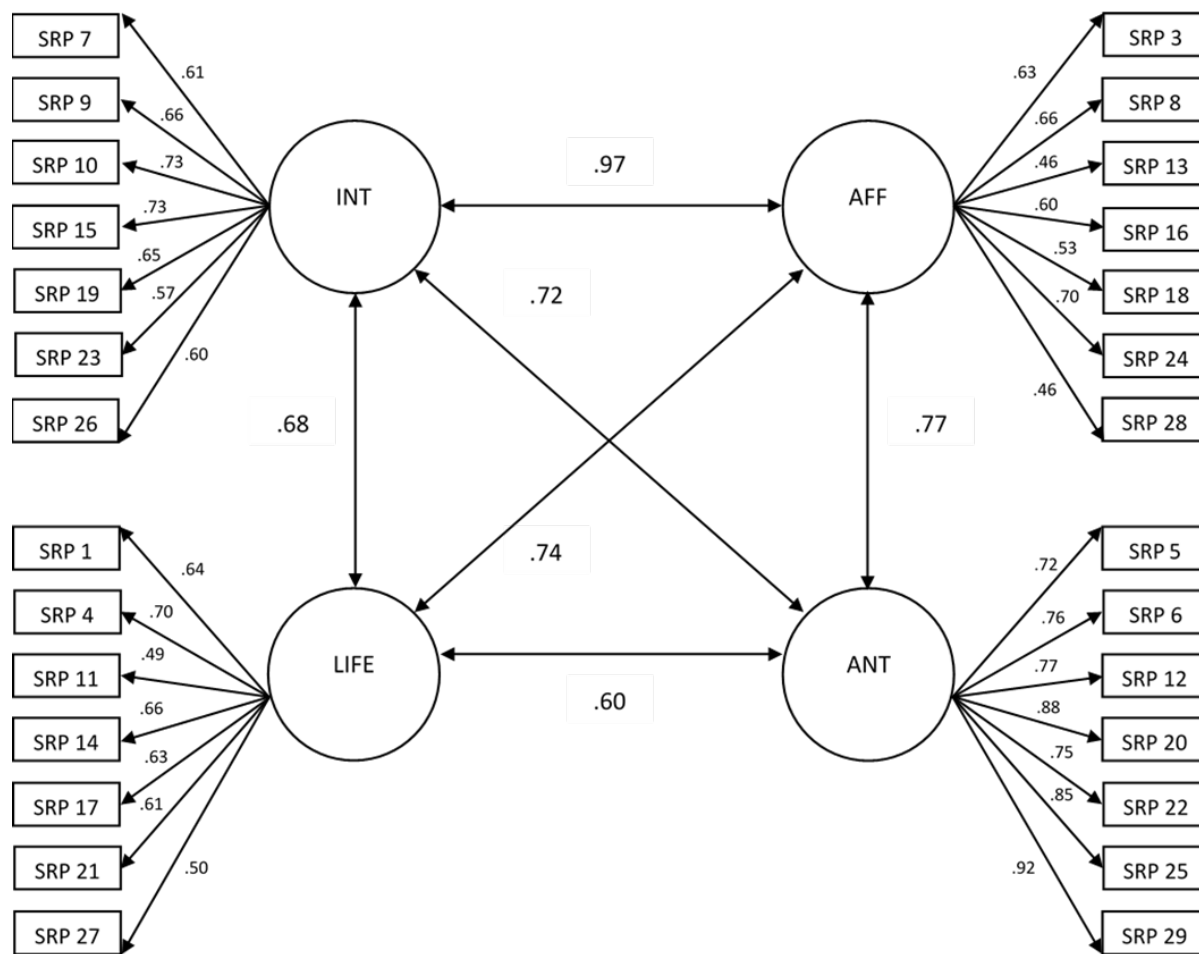 SRP 7
SRP 9
SRP 10
SRP 15
SRP 19
SRP 23
SRP 26
.61
.66
.73
.73
.65
.57
.60
INT
.97
AFF
.63
.66
.46
.60
.53
.70
.46
SRP 3
SRP 8
SRP 13
SRP 16
SRP 18
SRP 24
SRP 28
.72
.68
.77
.74
SRP 1
SRP 4
SRP 11
SRP 14
SRP 17
SRP 21
SRP 27
.64
.70
.49
.66
.63
.61
.50
LIFE
.60
ANT
.72
.76
.77
.88
.75
.85
.92
SRP 5
SRP 6
SRP 12
SRP 20
SRP 22
SRP 25
SRP 29